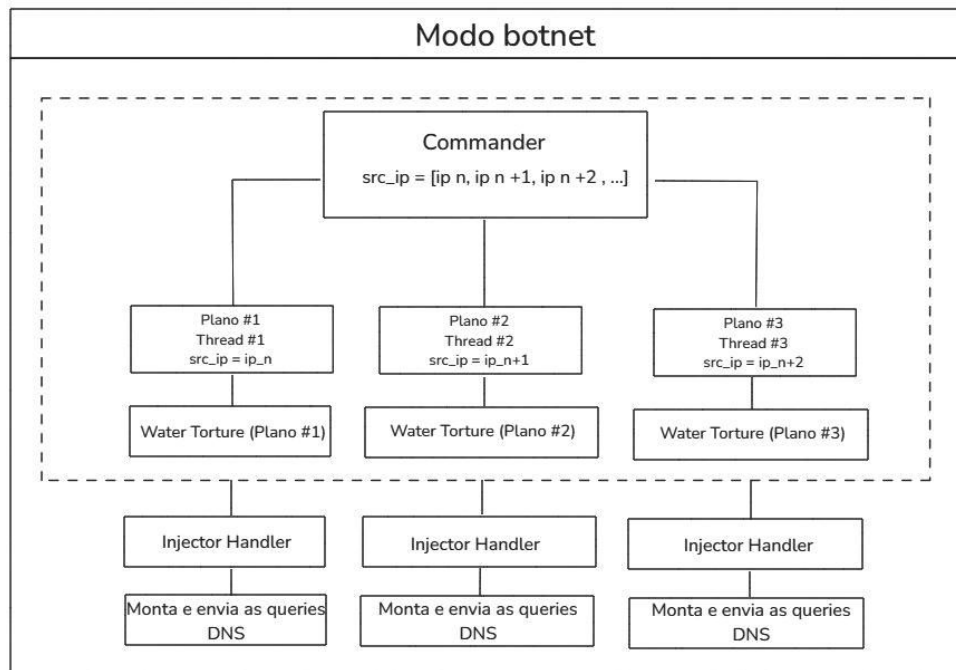 Modo botnet
Commander
src_ip = [ip n, ip n +1, ip n +2 , ...]
Plano #1
Thread #1
src_ip = ip_n
Plano #2
Thread #2
src_ip = ip_n+1
Plano #3
Thread #3
src_ip = ip_n+2
Water Torture (Plano #1)
Water Torture (Plano #2)
Water Torture (Plano #3)
Injector Handler
Injector Handler
Injector Handler
Monta e envia as queries
DNS
Monta e envia as queries
DNS
Monta e envia as queries
DNS